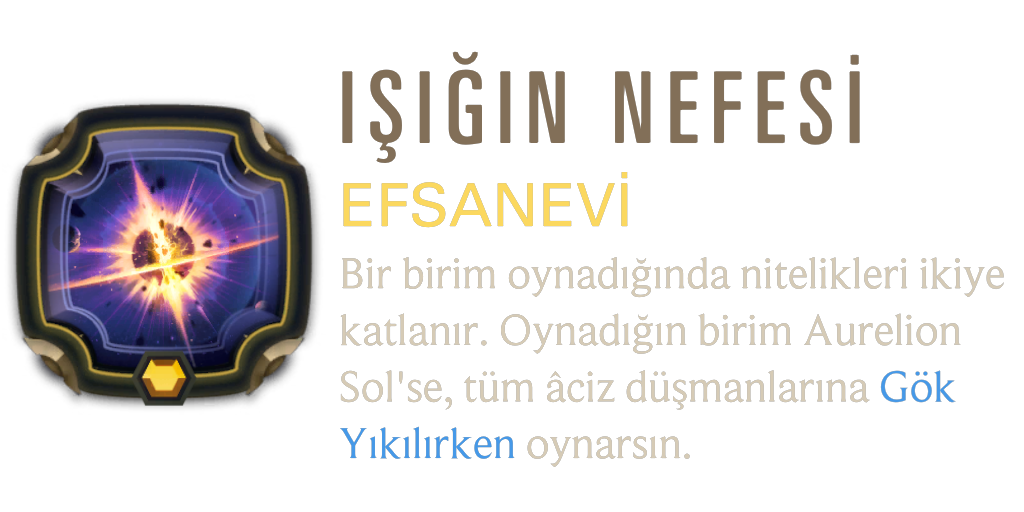 IŞIĞIN NEFESİ
EFSANEVİ
Bir birim oynadığında nitelikleri ikiye
katlanır. Oynadığın birim Aurelion
Sol'se, tüm âciz düşmanlarına Gök
Yıkılırken oynarsın.